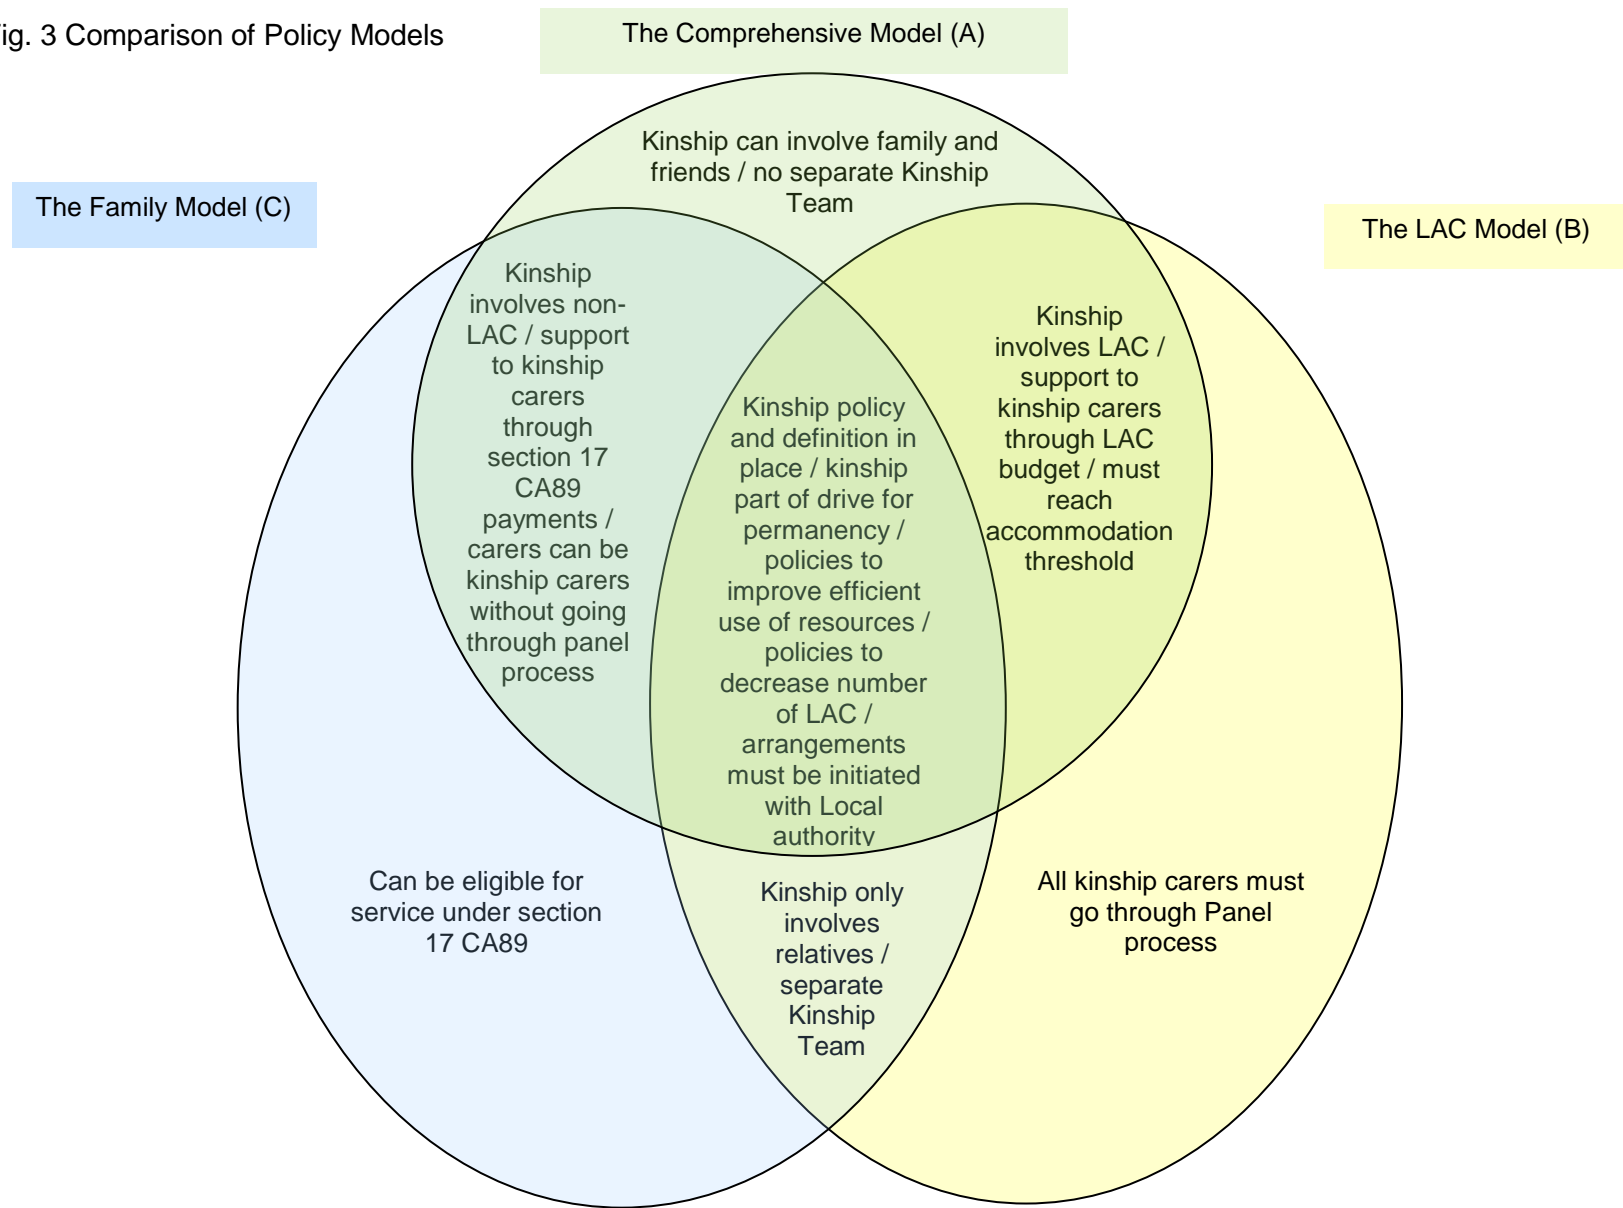 ig. 3 Comparison of Policy Models
The Comprehensive Model (A)
The Family Model (C)
The LAC Model (B)
Kinship can involve family and
friends / no separate Kinship
Team
Kinship
involves non-
LAC / support
to kinship
carers
through
section 17
CA89
payments /
carers can be
kinship carers
without going
through panel
process
Kinship policy
and definition in
place / kinship
part of drive for
permanency /
policies to
improve efficient
use of resources /
policies to
decrease number
of LAC /
arrangements
must be initiated
with Local
authority
Kinship
involves LAC /
support to
kinship carers
through LAC
budget / must
reach
accommodation
threshold
Can be eligible for
service under section
17 CA89
Kinship only
involves
relatives /
separate
Kinship
Team
All kinship carers must
go through Panel
process